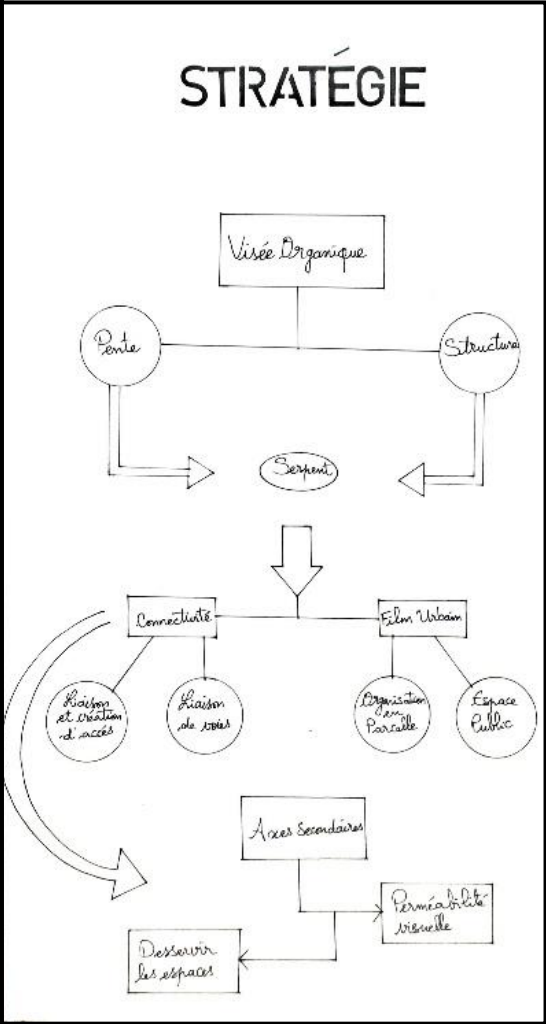 STRATÉGIE
Visée Organique
Pente
Structure
Serpent
Connectivité
Film Urbain
Liaison
et création
d'accés
Liaison
de voies
Organisation
en
Parcelle
Espace
Public
Axes Secondaires
Perméabilité
visuelle
Desservir
les espaces